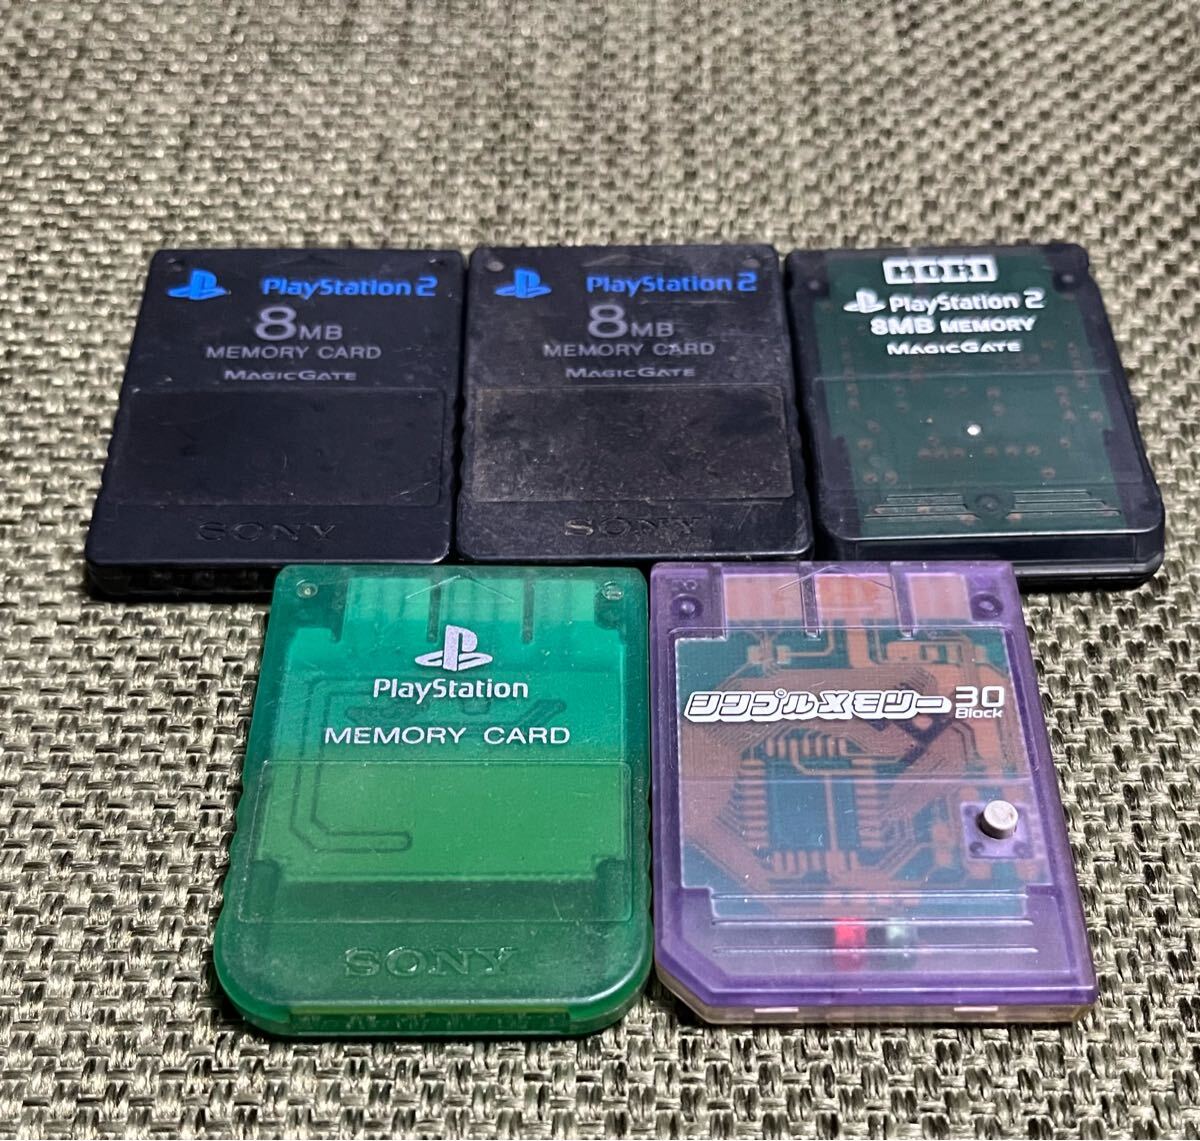 PlayStation 2
8MB
MEMORY CARD
MAGICGATE
SONY
PlayStation 2
8MB
MEMORY CARD
MAGICGATE
SONY
HORI
PlayStation 2
8MB MEMORY
MAGICGATE
PlayStation
MEMORY CARD
SONY
シンプルメモリー 30
Block